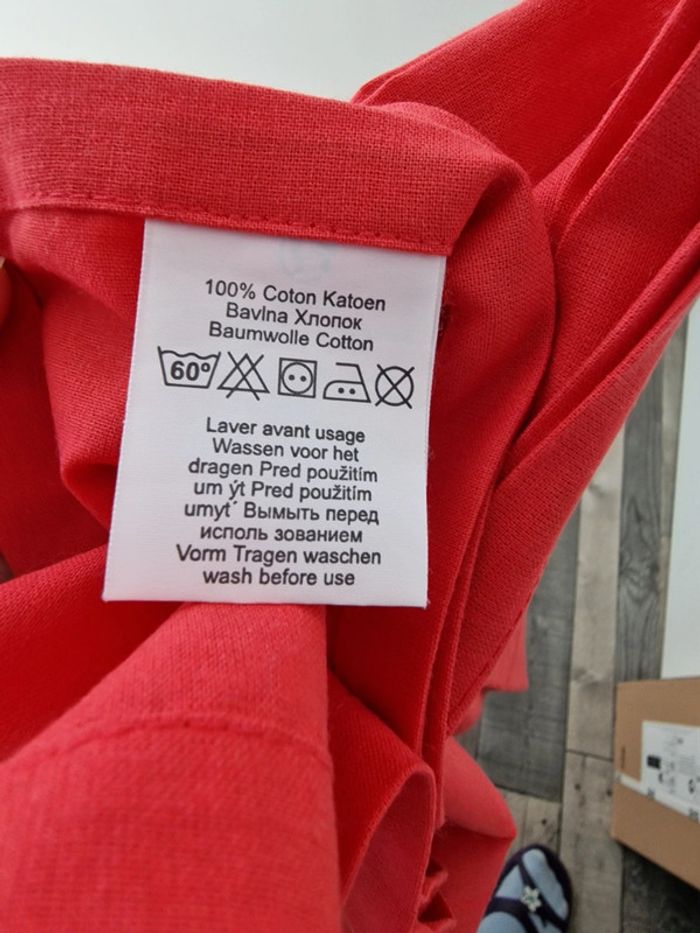 100% Coton Katoen
Bavlna Хлопок
Baumwolle Cotton
60°
Laver avant usage
Wassen voor het
dragen Pred použitím
um ýt Pred použitím
umyt´ Вымыть перед
исполь зованием
Vorm Tragen waschen
wash before use